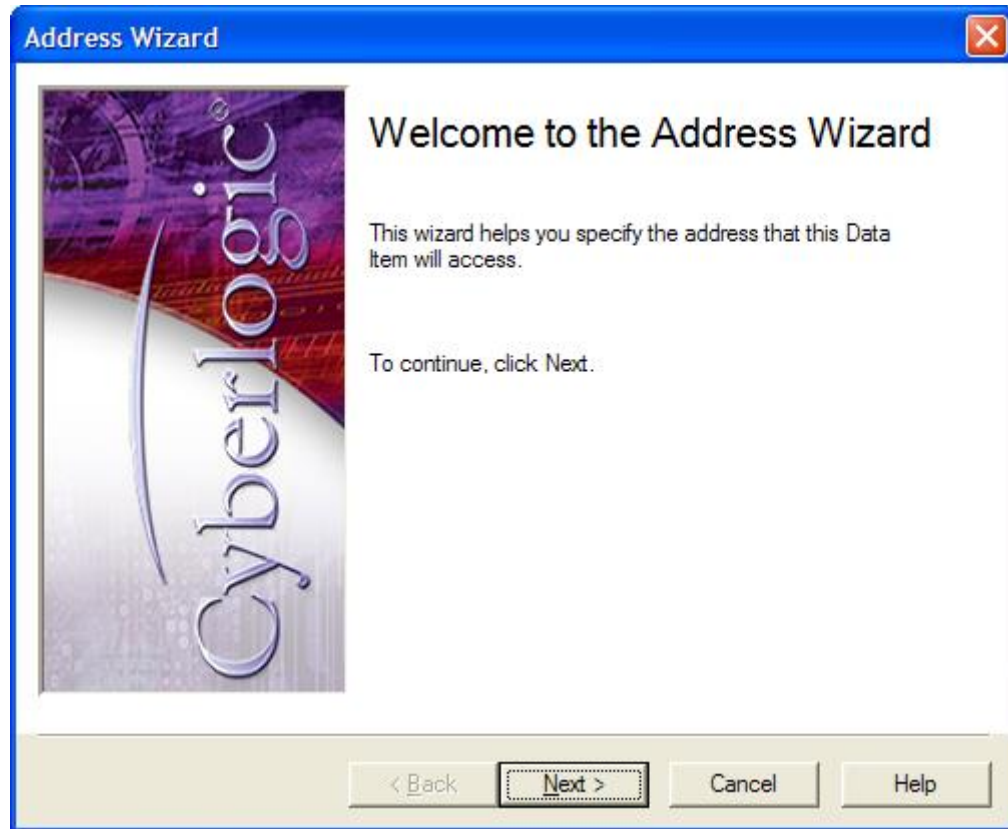 Address Wizard
Cyberlogic®
Welcome to the Address Wizard
This wizard helps you specify the address that this Data
Item will access.
To continue, click Next.
< Back
Next >
Cancel
Help